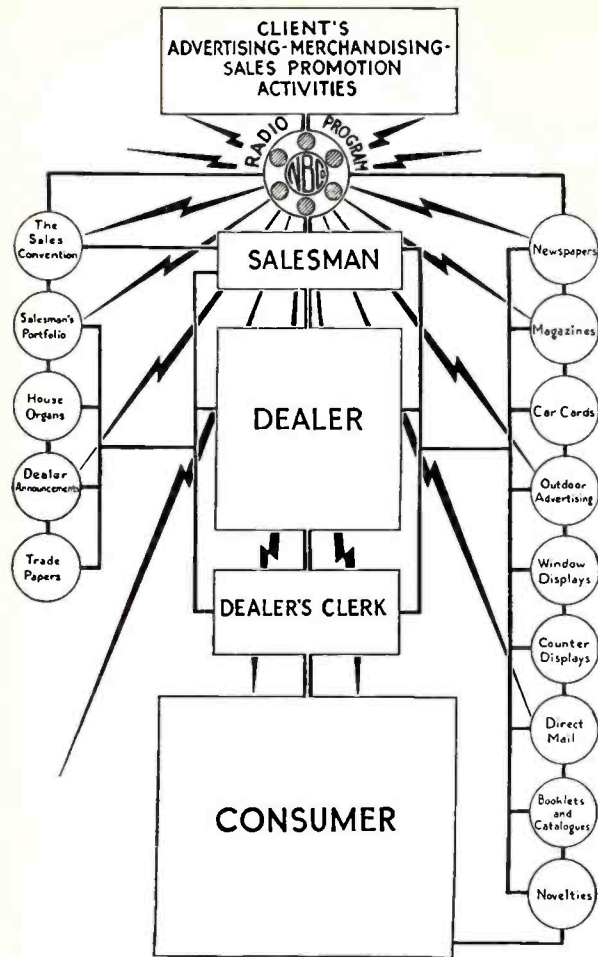 CLIENT'S
ADVERTISING-MERCHANDISING-
SALES PROMOTION
ACTIVITIES
RADIO PROGRAM
NBC
The
Sales
Convention
Salesman's
Portfolio
House
Organs
Dealer
Announcements
Trade
Papers
SALESMAN
DEALER
DEALER'S CLERK
CONSUMER
Newspapers
Magazines
Car Cards
Outdoor
Advertising
Window
Displays
Counter
Displays
Direct
Mail
Booklets
and
Catalogues
Novelties